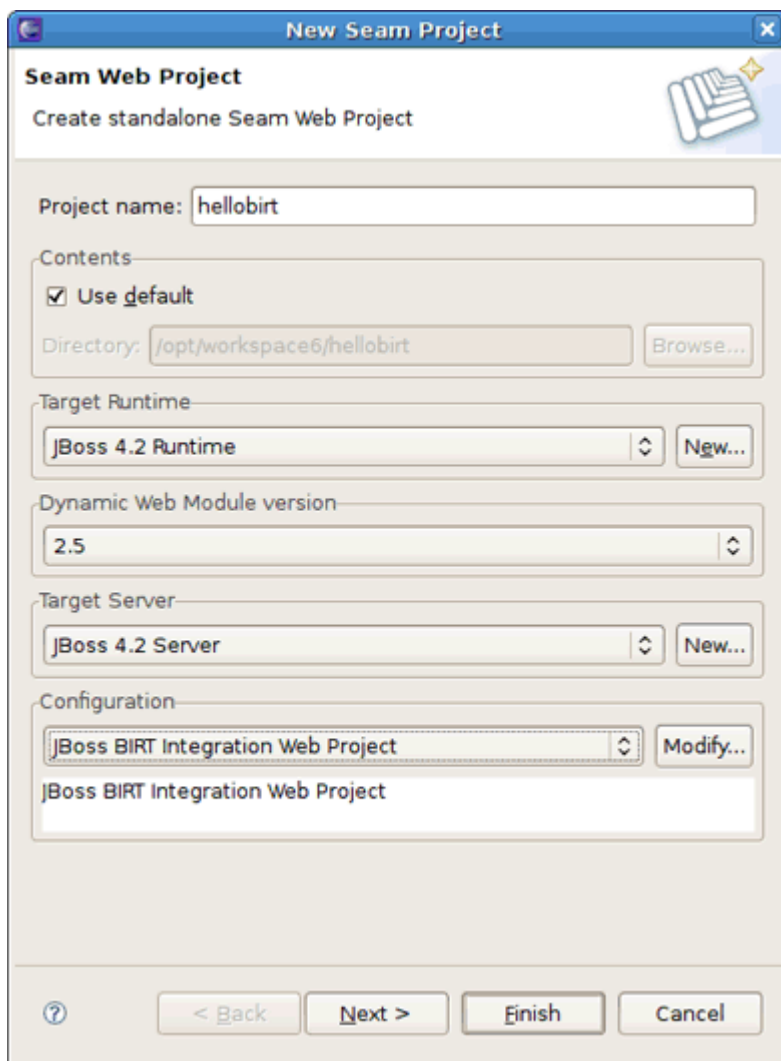 New Seam Project
Seam Web Project
Create standalone Seam Web Project
Project name: hellobirt
Contents
Use default
Directory: /opt/workspace6/hellobirt Browse...
Target Runtime
JBoss 4.2 Runtime New...
Dynamic Web Module version
2.5
Target Server
JBoss 4.2 Server New...
Configuration
JBoss BIRT Integration Web Project Modify...
JBoss BIRT Integration Web Project
? < Back Next > Finish Cancel